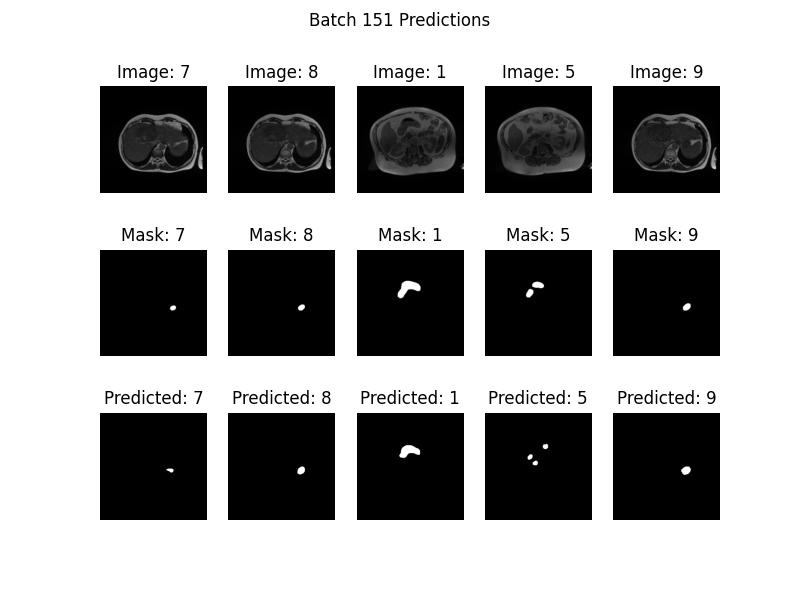 Batch 151 Predictions
Image: 7 Image: 8 Image: 1 Image: 5 Image: 9
Mask: 7 Mask: 8 Mask: 1 Mask: 5 Mask: 9
Predicted: 7 Predicted: 8 Predicted: 1 Predicted: 5 Predicted: 9